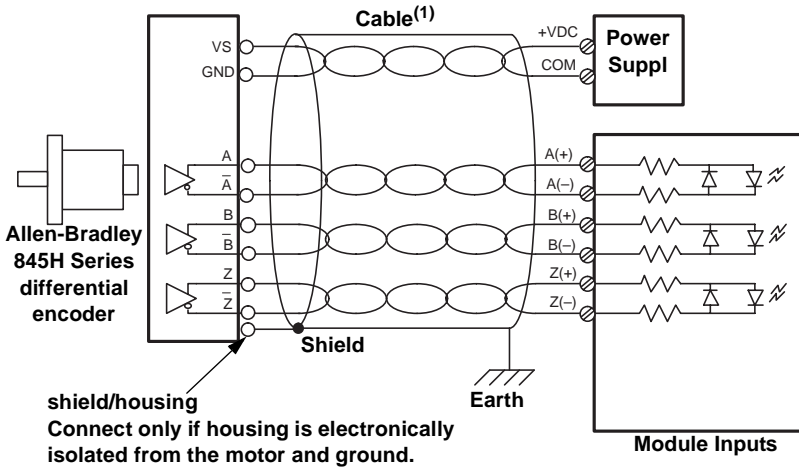 Cable(1)
VS
GND
+VDC
COM
Power
Suppl
A
A̅
B
B̅
Z
Z̅
A(+)
A(–)
B(+)
B(–)
Z(+)
Z(–)
Allen-Bradley
845H Series
differential
encoder
Shield
Earth
shield/housing
Connect only if housing is electronically
isolated from the motor and ground.
Module Inputs